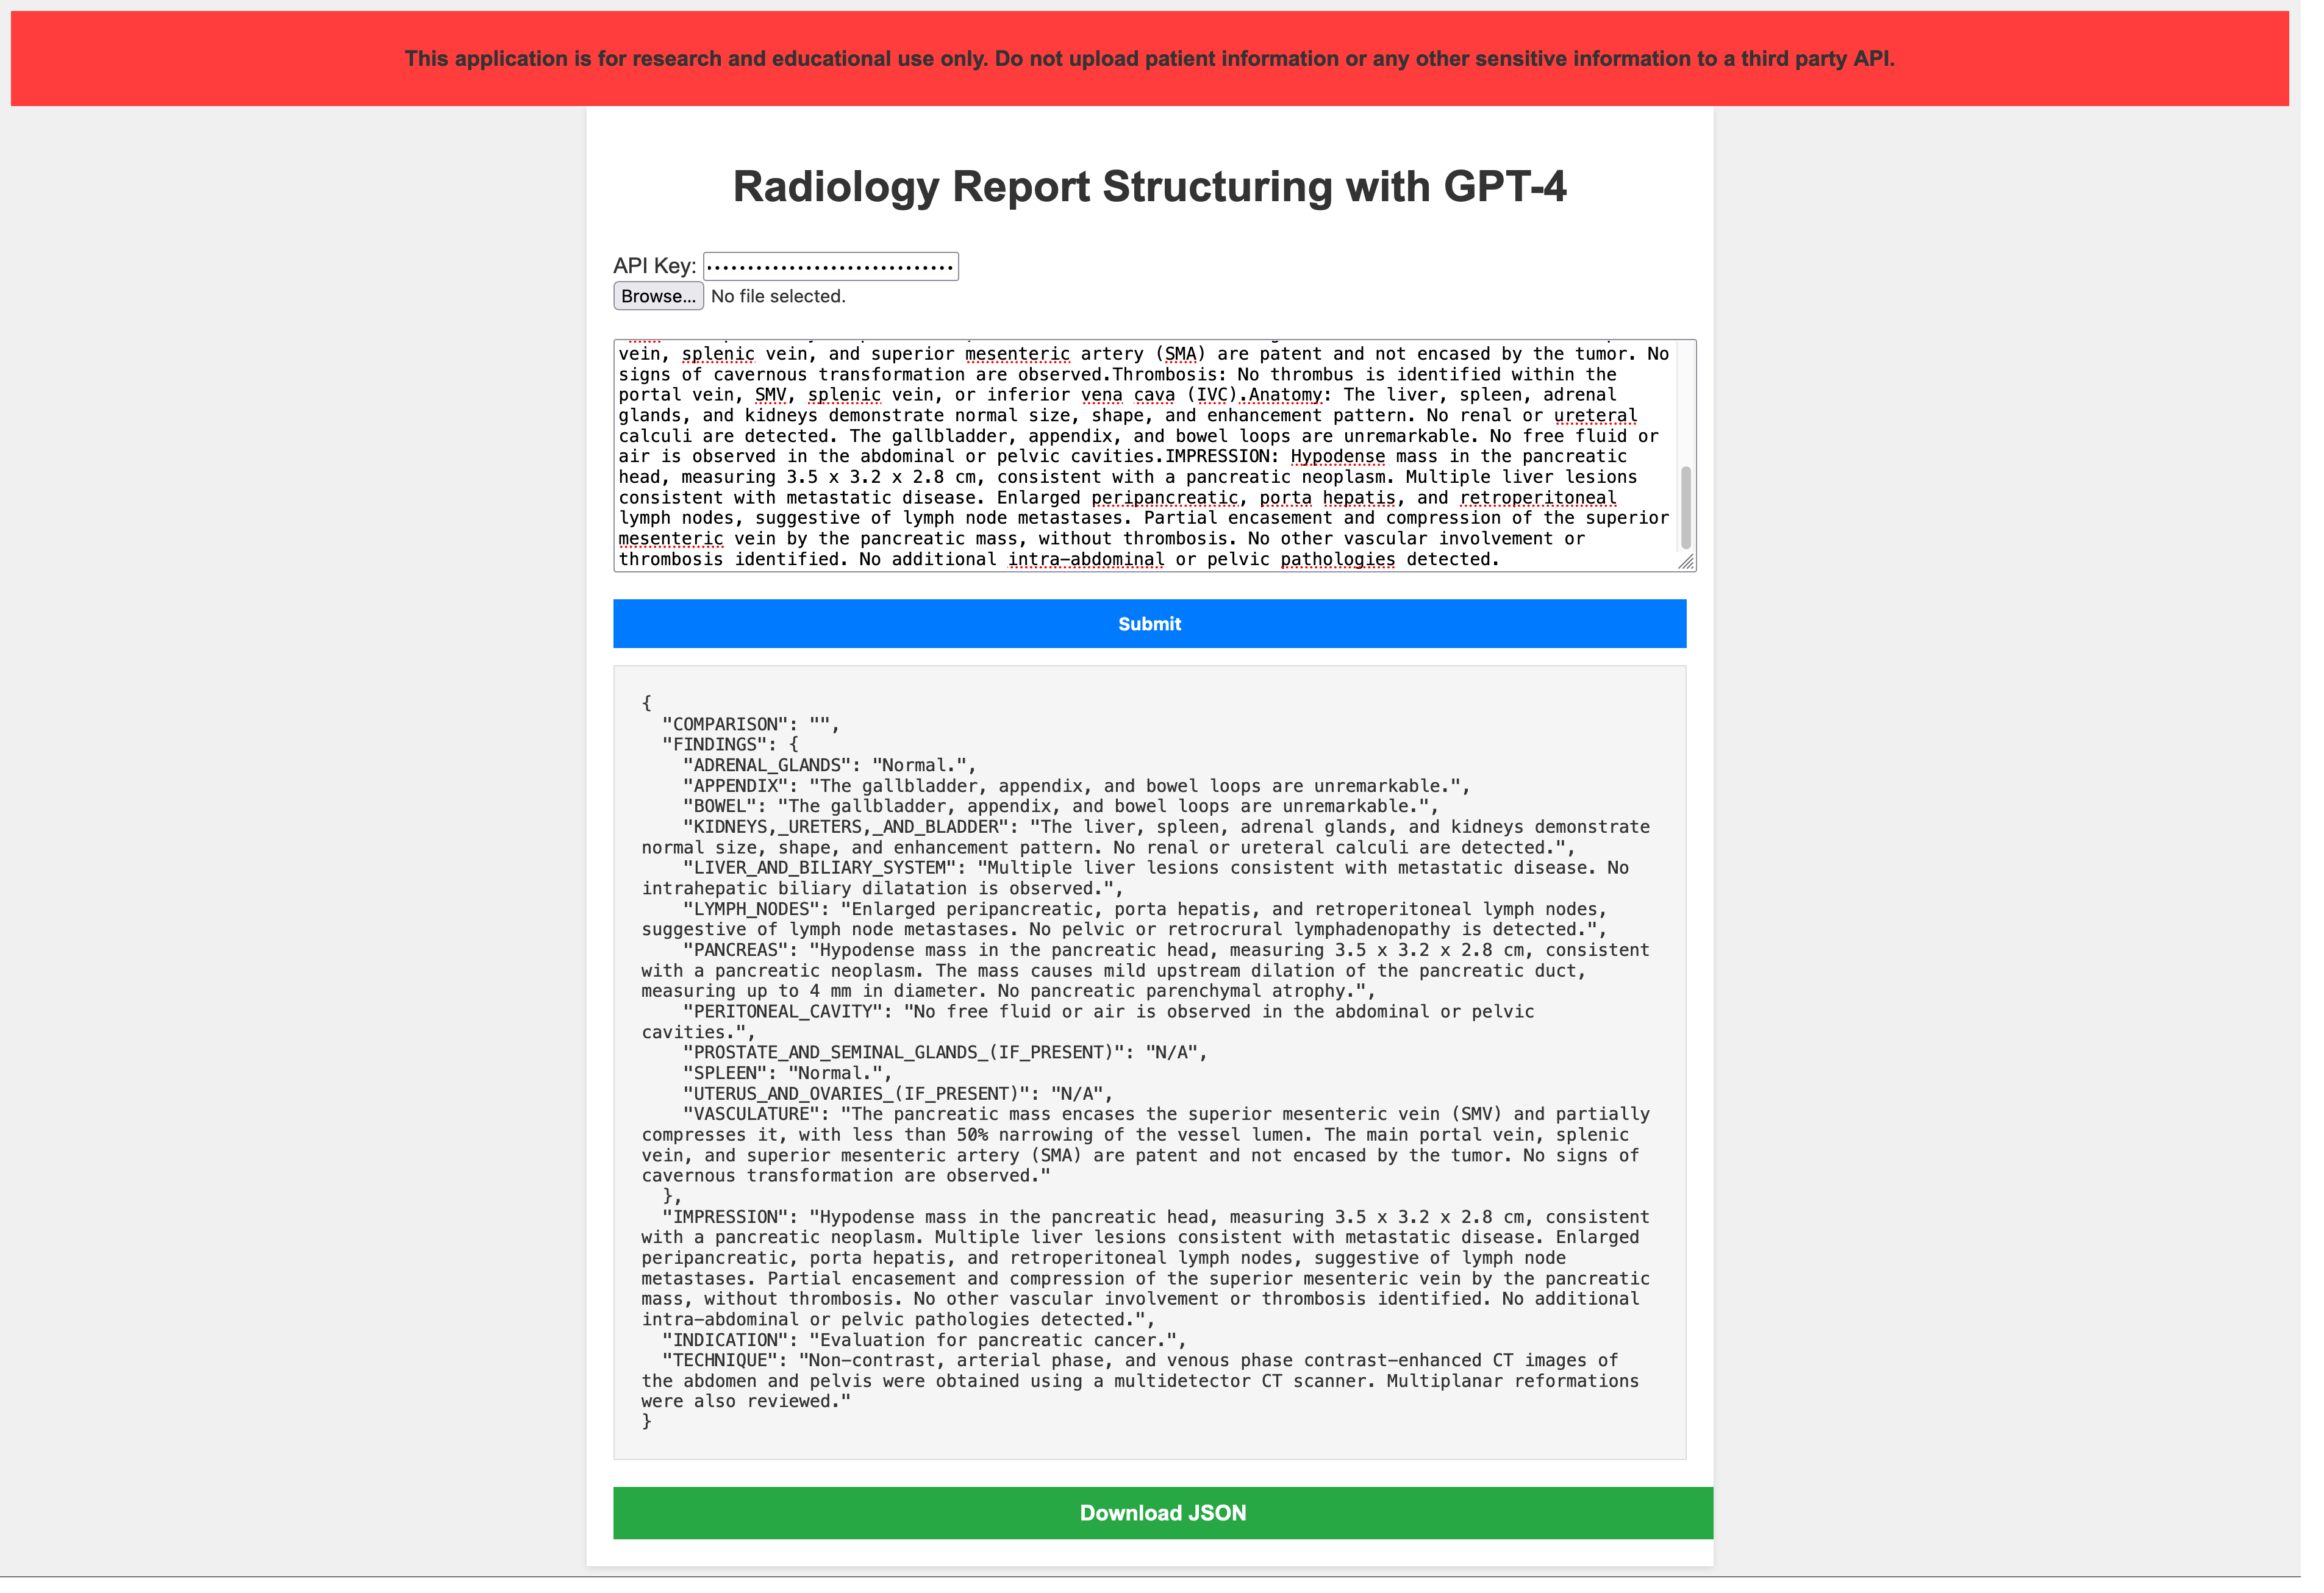 This application is for research and educational use only. Do not upload patient information or any other sensitive information to a third party API.
Radiology Report Structuring with GPT-4
API Key: ••••••••••••••••••••••••••••••
Browse... No file selected.
vein, splenic vein, and superior mesenteric artery (SMA) are patent and not encased by the tumor. No
signs of cavernous transformation are observed.Thrombosis: No thrombus is identified within the
portal vein, SMV, splenic vein, or inferior vena cava (IVC).Anatomy: The liver, spleen, adrenal
glands, and kidneys demonstrate normal size, shape, and enhancement pattern. No renal or ureteral
calculi are detected. The gallbladder, appendix, and bowel loops are unremarkable. No free fluid or
air is observed in the abdominal or pelvic cavities.IMPRESSION: Hypodense mass in the pancreatic
head, measuring 3.5 x 3.2 x 2.8 cm, consistent with a pancreatic neoplasm. Multiple liver lesions
consistent with metastatic disease. Enlarged peripancreatic, porta hepatis, and retroperitoneal
lymph nodes, suggestive of lymph node metastases. Partial encasement and compression of the superior
mesenteric vein by the pancreatic mass, without thrombosis. No other vascular involvement or
thrombosis identified. No additional intra-abdominal or pelvic pathologies detected.
Submit
{
  "COMPARISON": "",
  "FINDINGS": {
    "ADRENAL_GLANDS": "Normal.",
    "APPENDIX": "The gallbladder, appendix, and bowel loops are unremarkable.",
    "BOWEL": "The gallbladder, appendix, and bowel loops are unremarkable.",
    "KIDNEYS,_URETERS,_AND_BLADDER": "The liver, spleen, adrenal glands, and kidneys demonstrate
normal size, shape, and enhancement pattern. No renal or ureteral calculi are detected.",
    "LIVER_AND_BILIARY_SYSTEM": "Multiple liver lesions consistent with metastatic disease. No
intrahepatic biliary dilatation is observed.",
    "LYMPH_NODES": "Enlarged peripancreatic, porta hepatis, and retroperitoneal lymph nodes,
suggestive of lymph node metastases. No pelvic or retrocrural lymphadenopathy is detected.",
    "PANCREAS": "Hypodense mass in the pancreatic head, measuring 3.5 x 3.2 x 2.8 cm, consistent
with a pancreatic neoplasm. The mass causes mild upstream dilation of the pancreatic duct,
measuring up to 4 mm in diameter. No pancreatic parenchymal atrophy.",
    "PERITONEAL_CAVITY": "No free fluid or air is observed in the abdominal or pelvic
cavities.",
    "PROSTATE_AND_SEMINAL_GLANDS_(IF_PRESENT)": "N/A",
    "SPLEEN": "Normal.",
    "UTERUS_AND_OVARIES_(IF_PRESENT)": "N/A",
    "VASCULATURE": "The pancreatic mass encases the superior mesenteric vein (SMV) and partially
compresses it, with less than 50% narrowing of the vessel lumen. The main portal vein, splenic
vein, and superior mesenteric artery (SMA) are patent and not encased by the tumor. No signs of
cavernous transformation are observed."
  },
  "IMPRESSION": "Hypodense mass in the pancreatic head, measuring 3.5 x 3.2 x 2.8 cm, consistent
with a pancreatic neoplasm. Multiple liver lesions consistent with metastatic disease. Enlarged
peripancreatic, porta hepatis, and retroperitoneal lymph nodes, suggestive of lymph node
metastases. Partial encasement and compression of the superior mesenteric vein by the pancreatic
mass, without thrombosis. No other vascular involvement or thrombosis identified. No additional
intra-abdominal or pelvic pathologies detected.",
  "INDICATION": "Evaluation for pancreatic cancer.",
  "TECHNIQUE": "Non-contrast, arterial phase, and venous phase contrast-enhanced CT images of
the abdomen and pelvis were obtained using a multidetector CT scanner. Multiplanar reformations
were also reviewed."
}
Download JSON